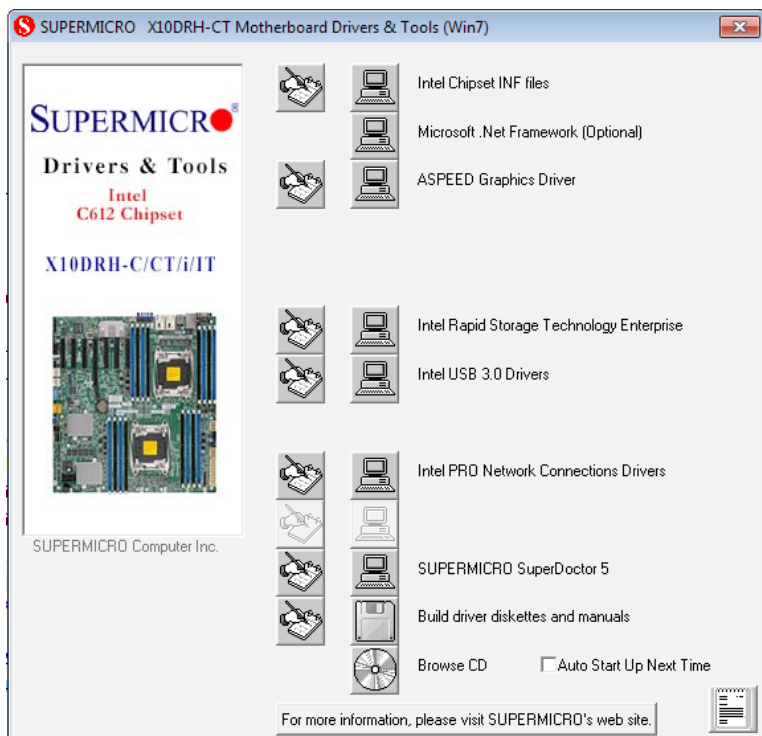 SUPERMICRO X10DRH-CT Motherboard Drivers & Tools (Win7)
SUPERMICRO®
Drivers & Tools
Intel
C612 Chipset
X10DRH-C/CT/i/IT
SUPERMICRO Computer Inc.
Intel Chipset INF files
Microsoft .Net Framework (Optional)
ASPEED Graphics Driver
Intel Rapid Storage Technology Enterprise
Intel USB 3.0 Drivers
Intel PRO Network Connections Drivers
SUPERMICRO SuperDoctor 5
Build driver diskettes and manuals
Browse CD Auto Start Up Next Time
For more information, please visit SUPERMICRO's web site.